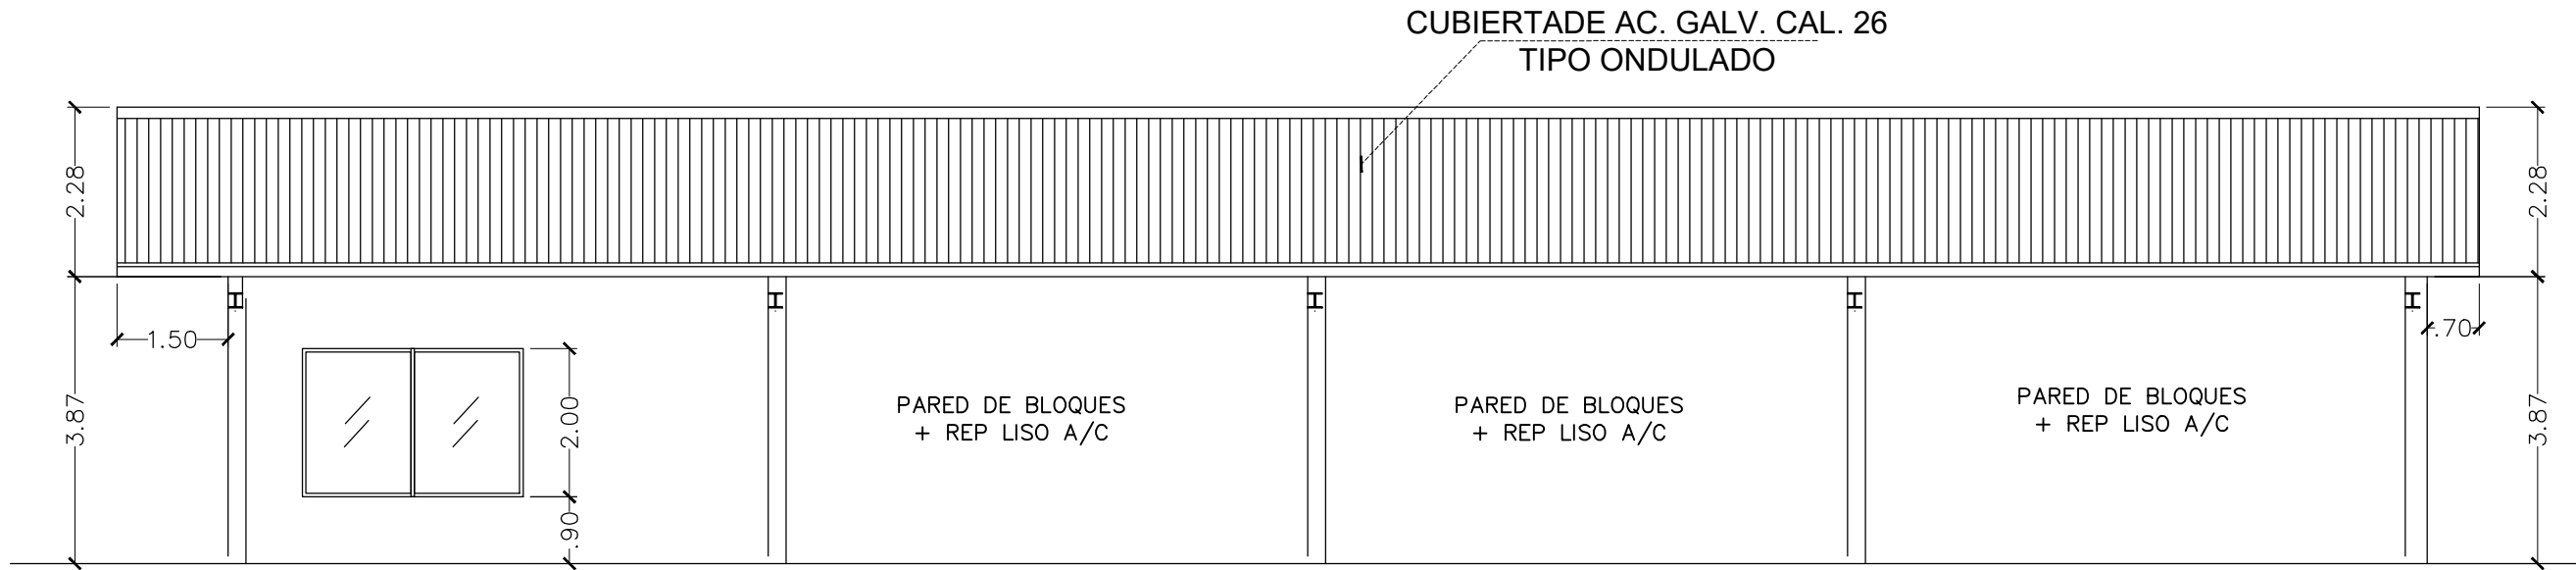 CUBIERTADE AC. GALV. CAL. 26
TIPO ONDULADO
2.28
2.28
1.50
.70
3.87
2.00
.90
PARED DE BLOQUES
+ REP LISO A/C
PARED DE BLOQUES
+ REP LISO A/C
PARED DE BLOQUES
+ REP LISO A/C
3.87